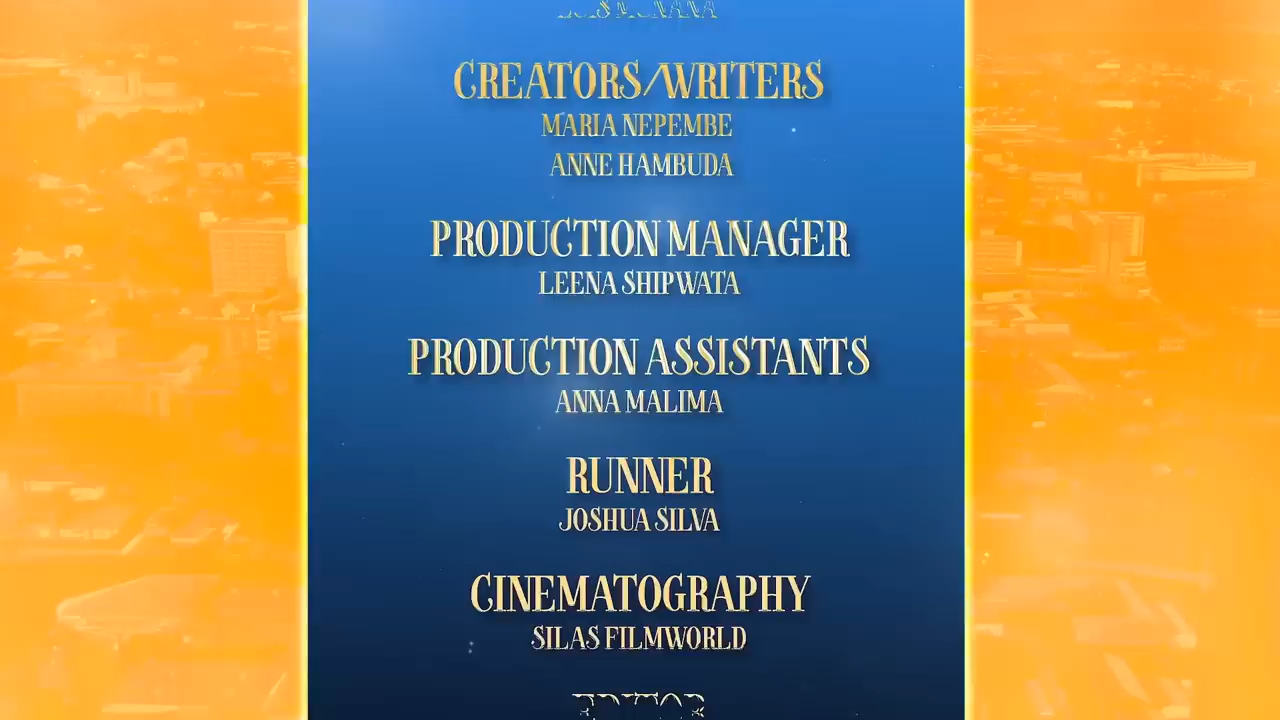 CREATORS/WRITERS
MARIA NEPEMBE
ANNE HAMBUDA
PRODUCTION MANAGER
LEENA SHIPWATA
PRODUCTION ASSISTANTS
ANNA MALIMA
RUNNER
JOSHUA SILVA
CINEMATOGRAPHY
SILAS FILMWORLD
EDITOR